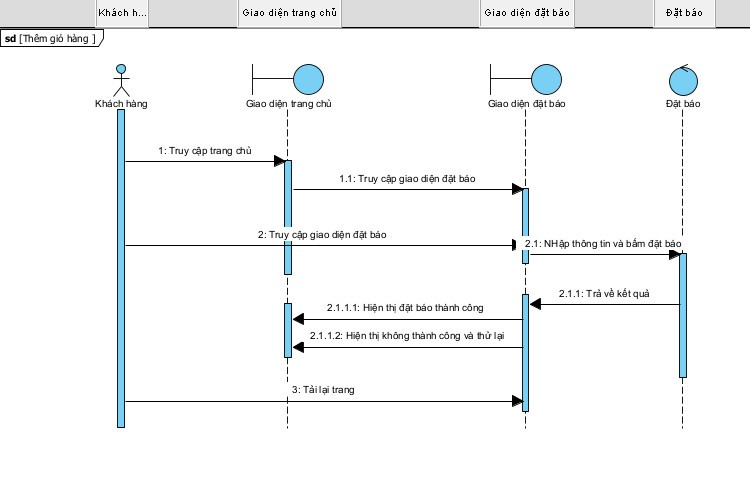 Khách h...
Giao diện trang chủ
Giao diện đặt báo
Đặt báo
sd [Thêm giỏ hàng ]
Khách hàng
Giao diện trang chủ
Giao diện đặt báo
Đặt báo
1: Truy cập trang chủ
1.1: Truy cập giao diện đặt báo
2: Truy cập giao diện đặt báo
2.1: NHập thông tin và bấm đặt báo
2.1.1: Trả về kết quả
2.1.1.1: Hiện thị đặt báo thành công
2.1.1.2: Hiện thị không thành công và thử lại
3: Tải lại trang